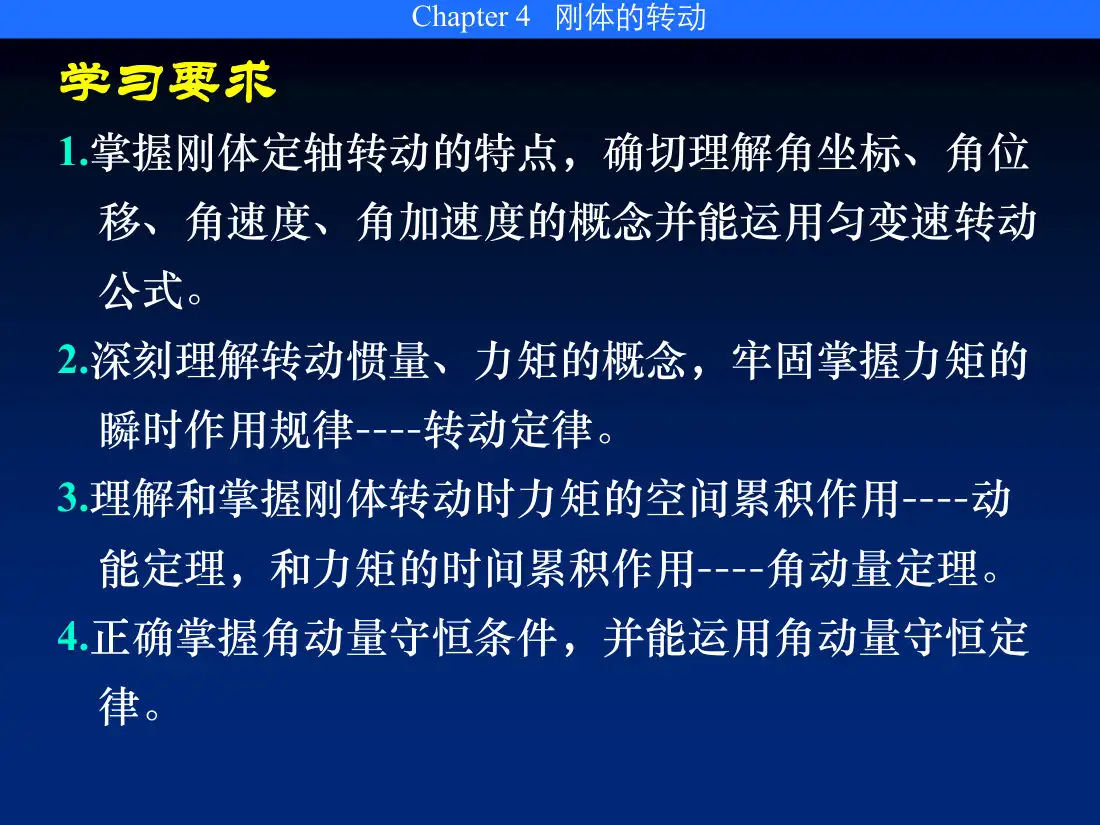 Chapter 4 刚体的转动
学习要求
1.掌握刚体定轴转动的特点，确切理解角坐标、角位
移、角速度、角加速度的概念并能运用匀变速转动
公式。
2.深刻理解转动惯量、力矩的概念，牢固掌握力矩的
瞬时作用规律----转动定律。
3.理解和掌握刚体转动时力矩的空间累积作用----动
能定理，和力矩的时间累积作用----角动量定理。
4.正确掌握角动量守恒条件，并能运用角动量守恒定
律。